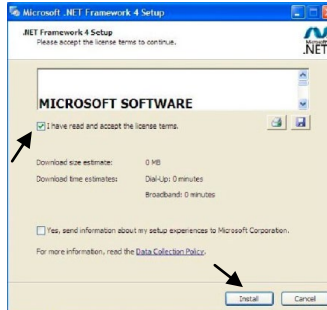 Microsoft .NET Framework 4 Setup
.NET Framework 4 Setup
Please accept the license terms to continue.
Microsoft
.NET
MICROSOFT SOFTWARE
I have read and accept the license terms.
Download size estimate: 0 MB
Download time estimates: Dial-Up: 0 minutes
Broadband: 0 minutes
Yes, send information about my setup experiences to Microsoft Corporation.
For more information, read the Data Collection Policy.
Install Cancel